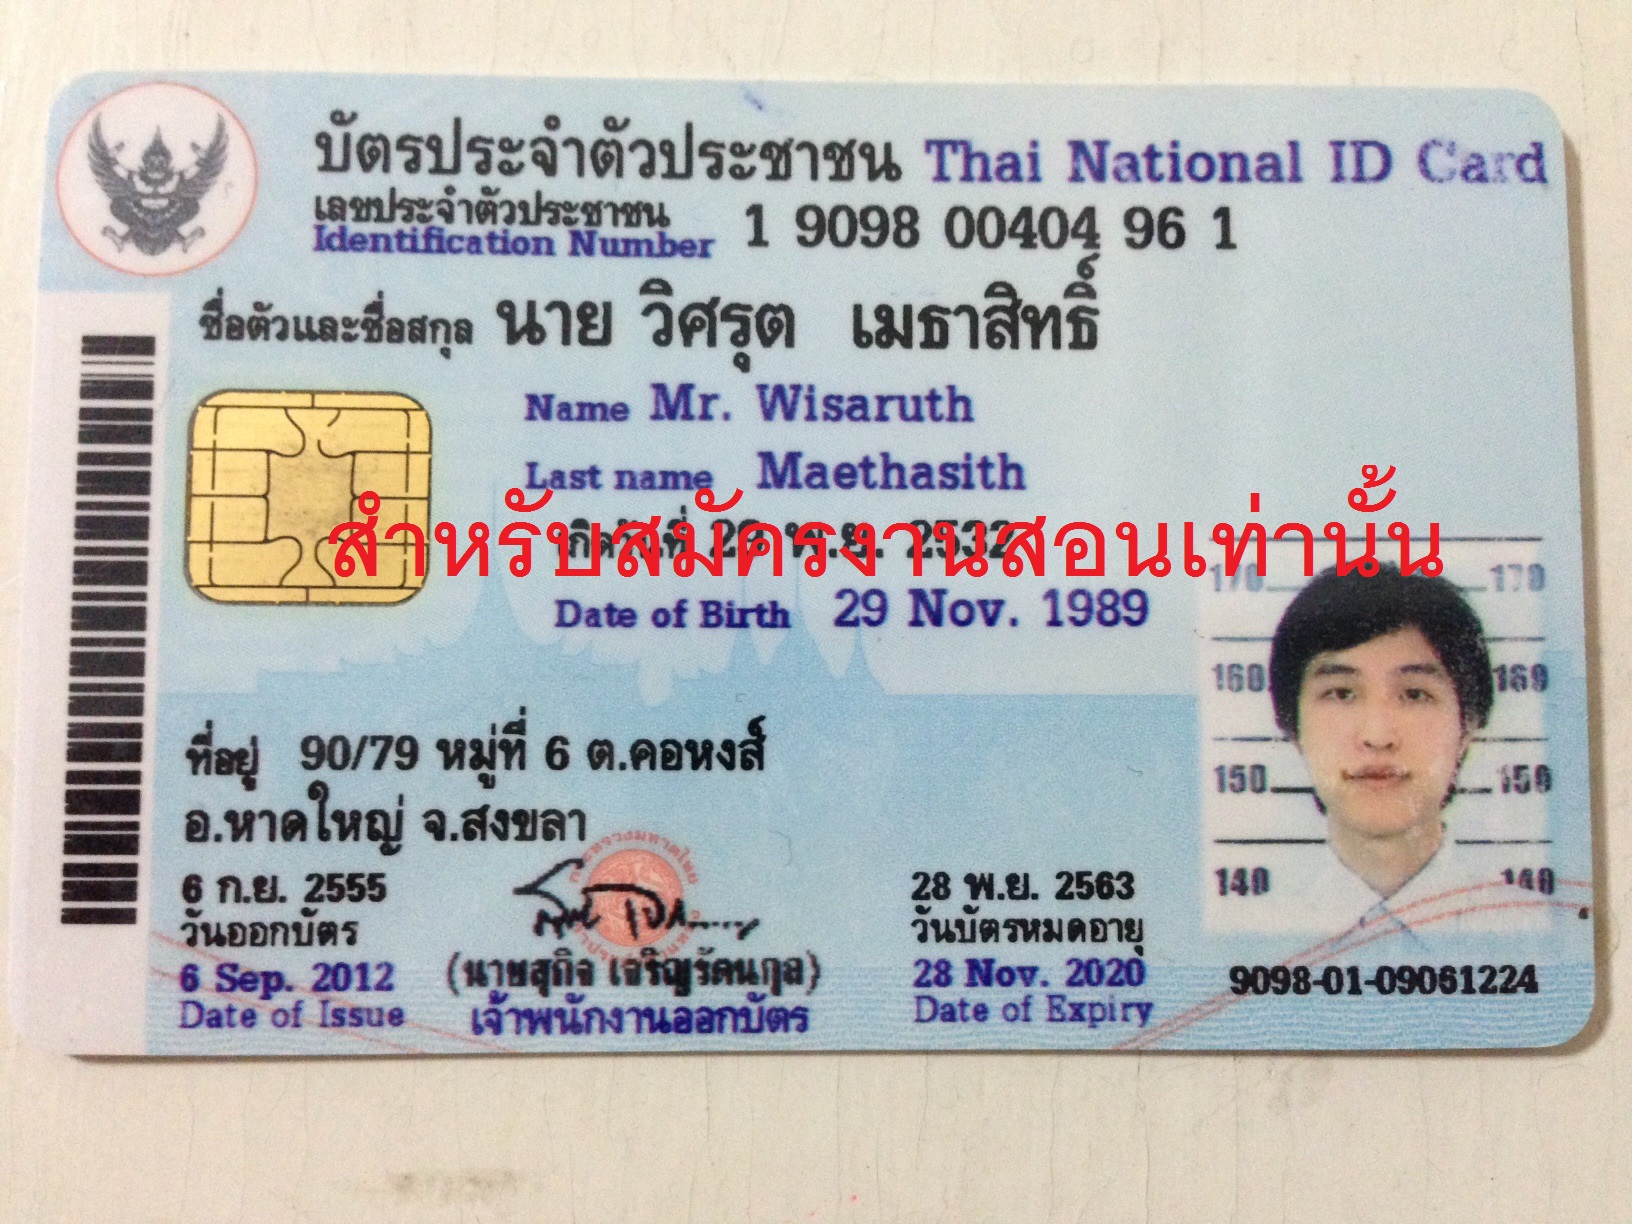 บัตรประจำตัวประชาชน Thai National ID Card
เลขประจำตัวประชาชน 1 9098 00404 96 1
Identification Number
ชื่อตัวและชื่อสกุล นาย วิศรุต เมธาสิทธิ์
Name Mr. Wisaruth
Last name Maethasith
เกิดวันที่ 29 พ.ย. 2532
สำหรับสมัครงานสอนเท่านั้น
Date of Birth 29 Nov. 1989
ที่อยู่ 90/79 หมู่ที่ 6 ต.คอหงส์
อ.หาดใหญ่ จ.สงขลา
6 ก.ย. 2555
วันออกบัตร
6 Sep. 2012
Date of Issue
(นายสุกิจ เจริญรัตนกุล)
เจ้าพนักงานออกบัตร
28 พ.ย. 2563
วันบัตรหมดอายุ
28 Nov. 2020
Date of Expiry
170 170
160 160
150 150
140 140
9098-01-09061224